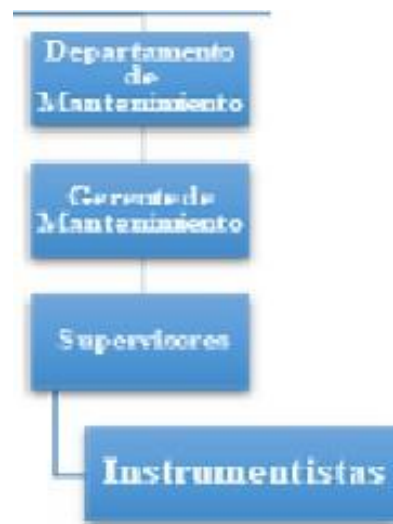 Departamento
de
Mantenimiento
Gerente de
Mantenimiento
Supervisores
Instrumentistas